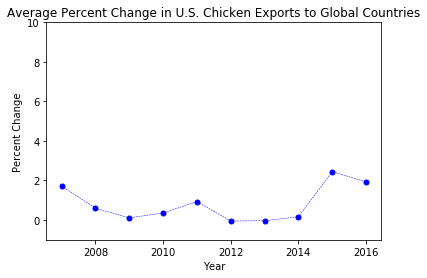 Average Percent Change in U.S. Chicken Exports to Global Countries
10
8
6
4
2
0
Percent Change
2008 2010 2012 2014 2016
Year